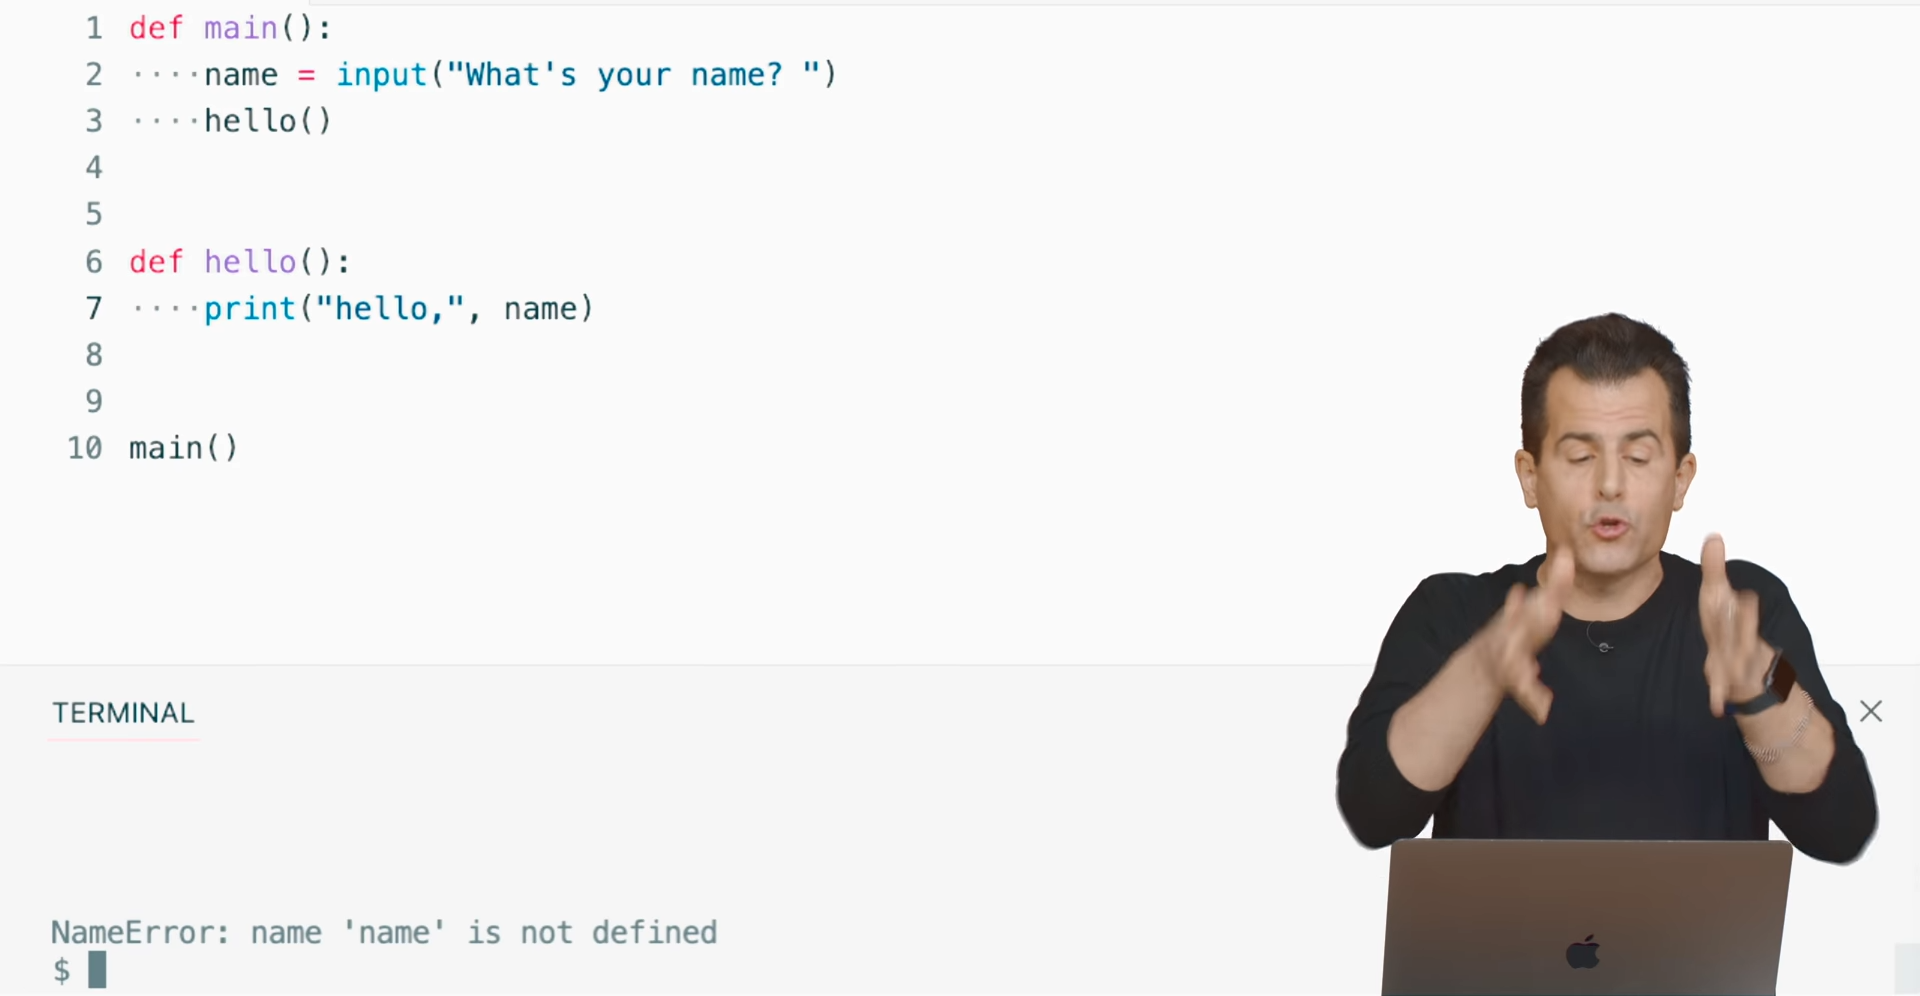 1 def main():
2 ····name = input("What's your name? ")
3 ····hello()
4
5
6 def hello():
7 ····print("hello,", name)
8
9
10 main()
TERMINAL
NameError: name 'name' is not defined
$